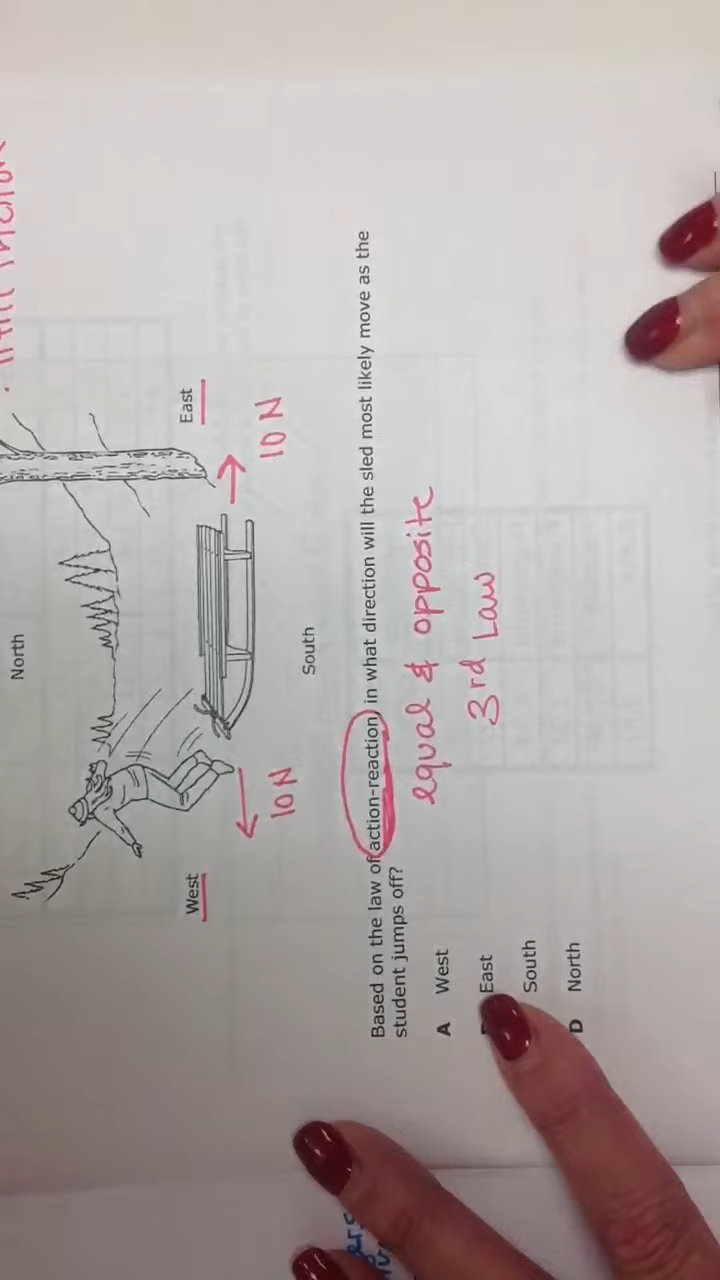 North
West
East
10 N
10 N
South
Based on the law of action-reaction, in what direction will the sled most likely move as the
student jumps off?
equal & opposite
3rd Law
A West
East
South
D North